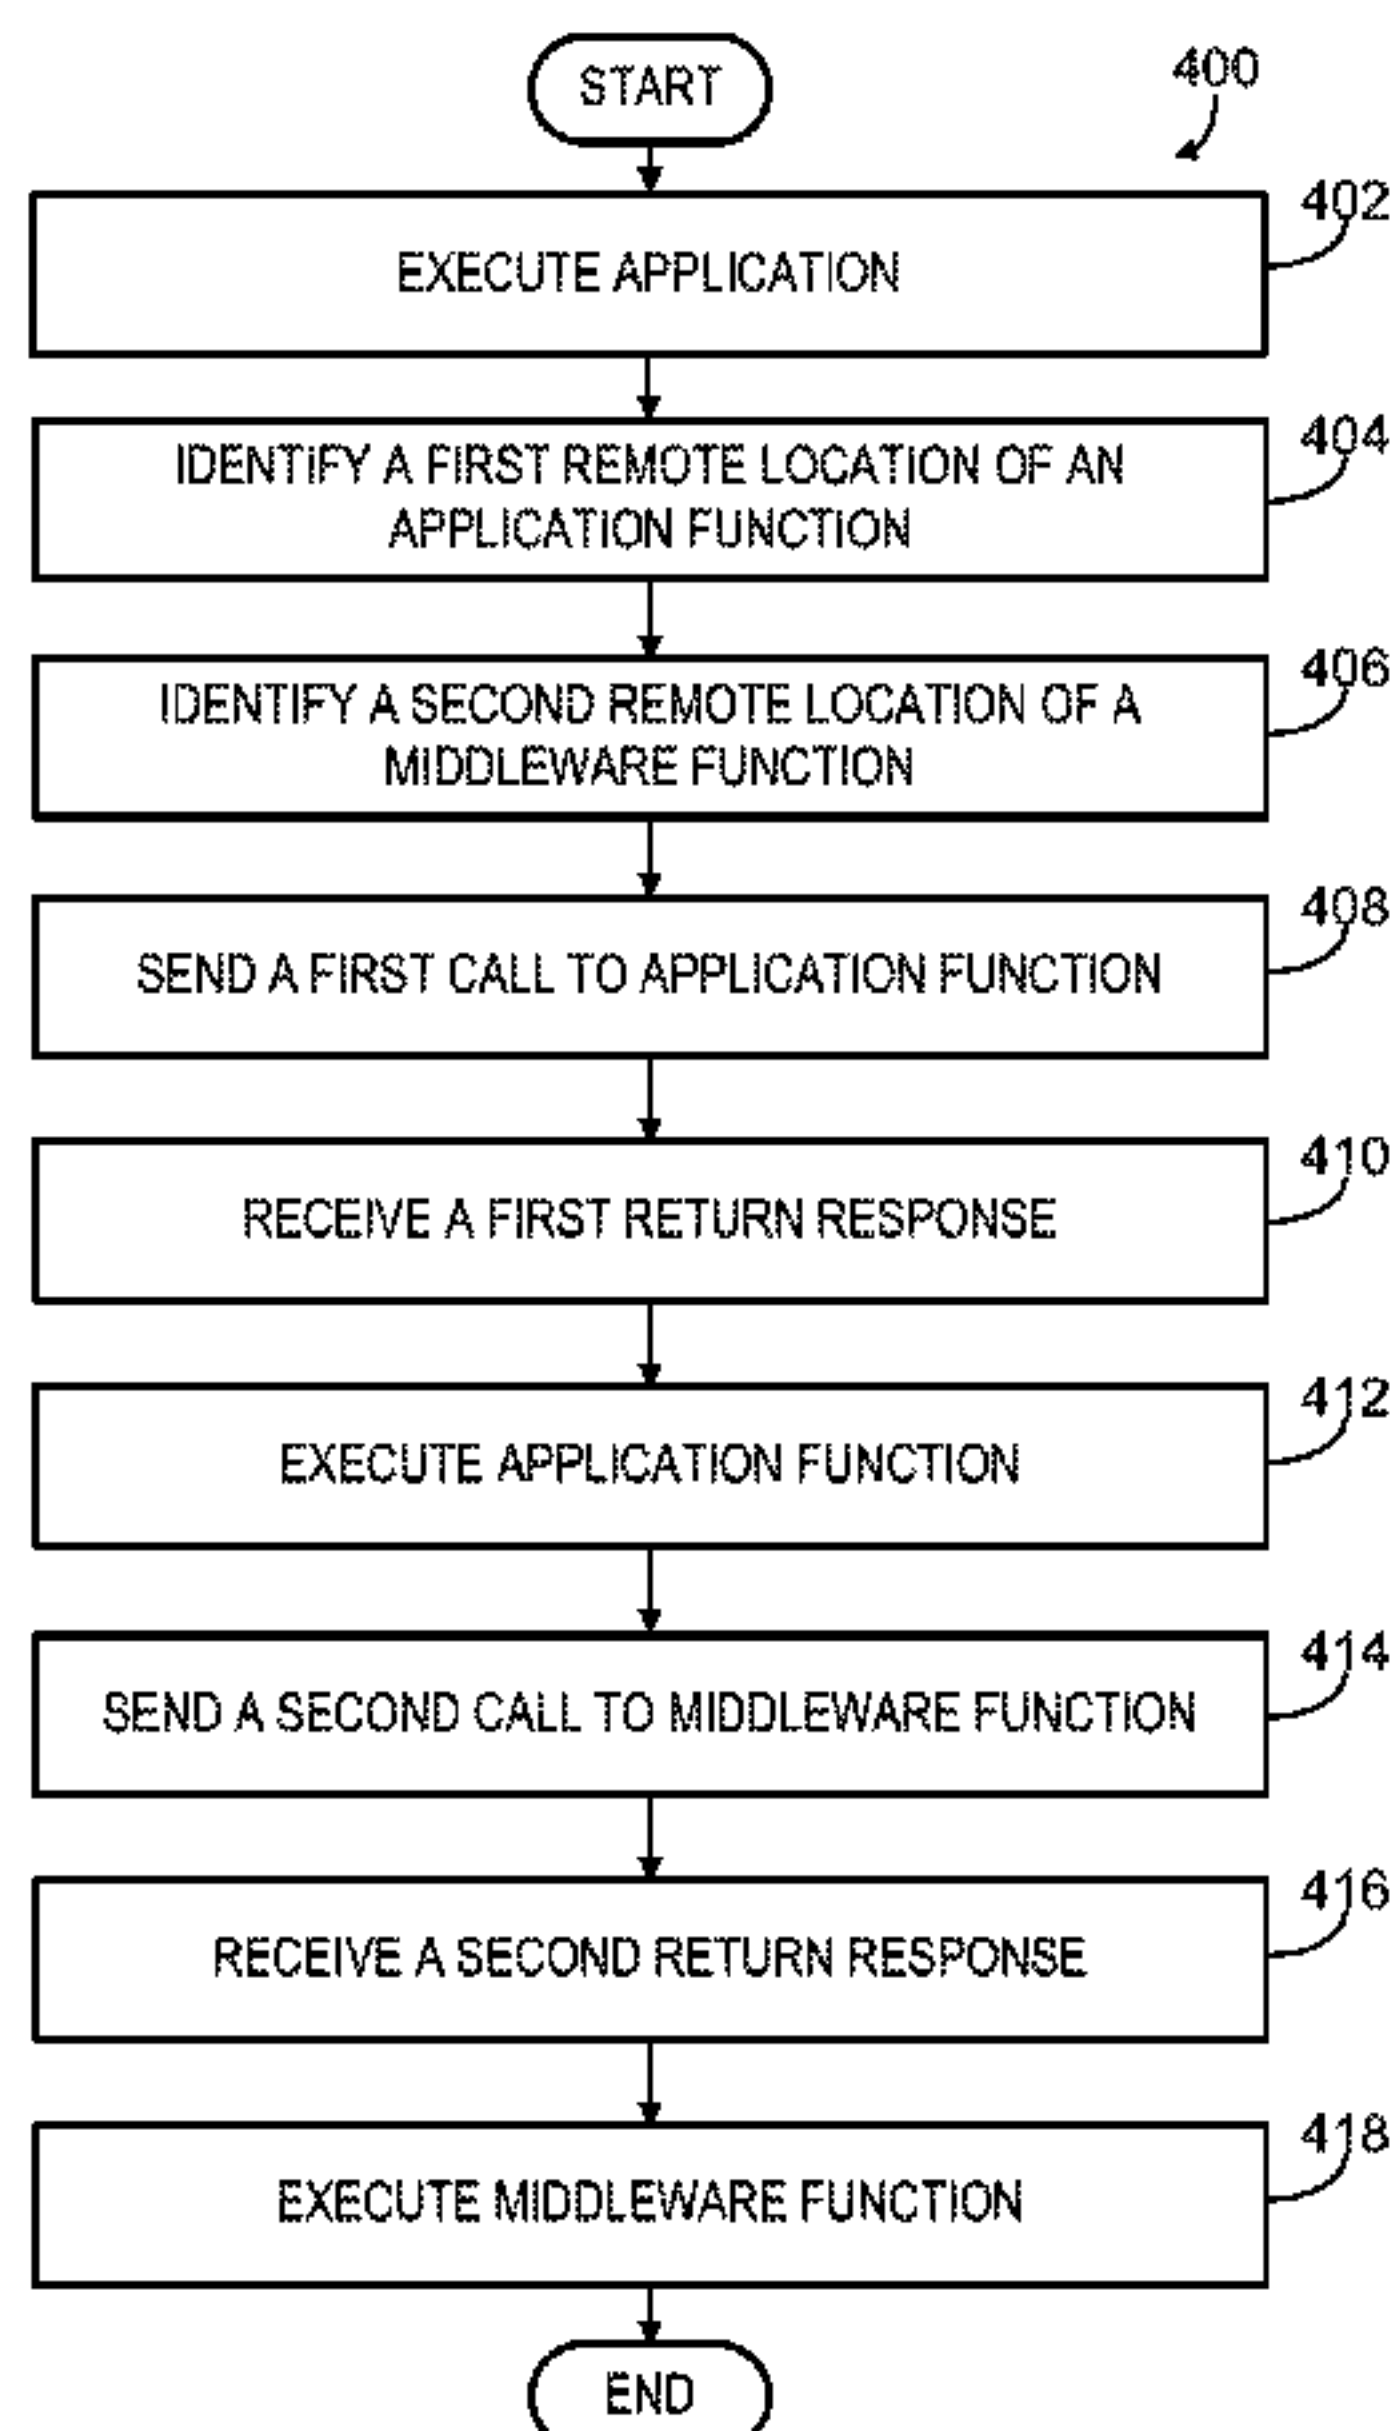 START
400
402
EXECUTE APPLICATION
404
IDENTIFY A FIRST REMOTE LOCATION OF AN
APPLICATION FUNCTION
406
IDENTIFY A SECOND REMOTE LOCATION OF A
MIDDLEWARE FUNCTION
408
SEND A FIRST CALL TO APPLICATION FUNCTION
410
RECEIVE A FIRST RETURN RESPONSE
412
EXECUTE APPLICATION FUNCTION
414
SEND A SECOND CALL TO MIDDLEWARE FUNCTION
416
RECEIVE A SECOND RETURN RESPONSE
418
EXECUTE MIDDLEWARE FUNCTION
END